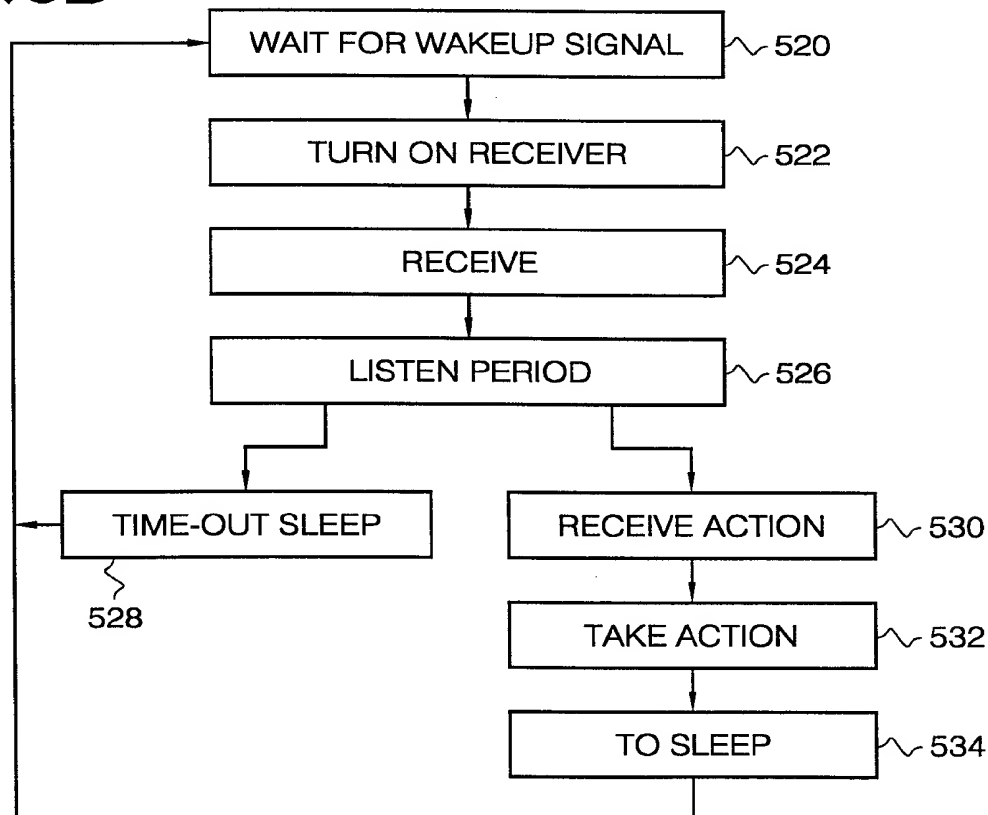 WAIT FOR WAKEUP SIGNAL 520
TURN ON RECEIVER 522
RECEIVE 524
LISTEN PERIOD 526
TIME-OUT SLEEP
528
RECEIVE ACTION 530
TAKE ACTION 532
TO SLEEP 534